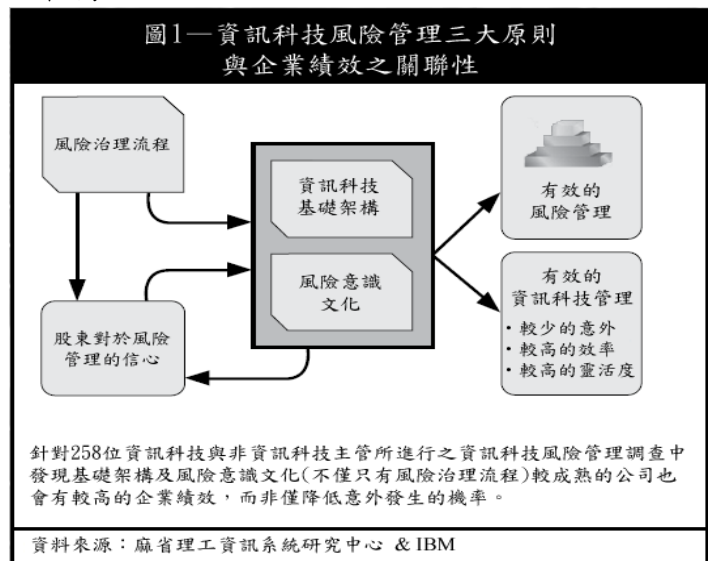 圖1—資訊科技風險管理三大原則
與企業績效之關聯性
風險治理流程
資訊科技
基礎架構
有效的
風險管理
風險意識
文化
股東對於風險
管理的信心
有效的
資訊科技管理
・較少的意外
・較高的效率
・較高的靈活度
針對258位資訊科技與非資訊科技主管所進行之資訊科技風險管理調查中
發現基礎架構及風險意識文化(不僅只有風險治理流程)較成熟的公司也
會有較高的企業績效，而非僅降低意外發生的機率。
資料來源：麻省理工資訊系統研究中心 & IBM